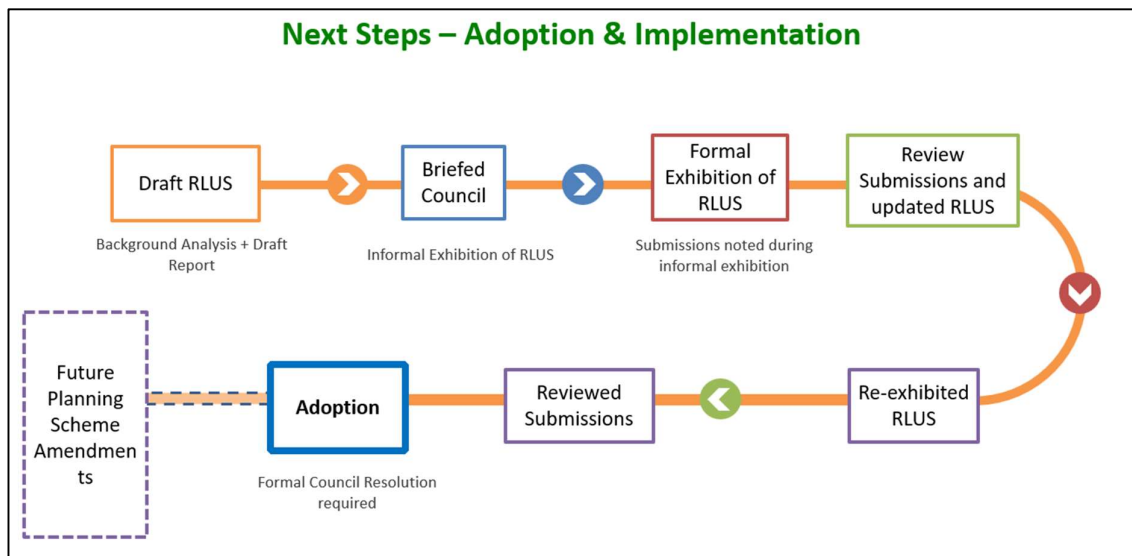 Next Steps – Adoption & Implementation
Draft RLUS
Background Analysis + Draft
Report
Briefed
Council
Informal Exhibition of RLUS
Formal
Exhibition of
RLUS
Submissions noted during
informal exhibition
Review
Submissions and
updated RLUS
Re-exhibited
RLUS
Reviewed
Submissions
Adoption
Formal Council Resolution
required
Future
Planning
Scheme
Amendmen
ts